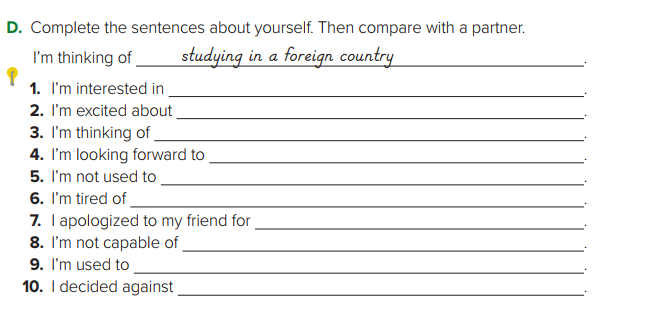 D. Complete the sentences about yourself. Then compare with a partner.
I'm thinking of studying in a foreign country.
1. I'm interested in .
2. I'm excited about .
3. I'm thinking of .
4. I'm looking forward to .
5. I'm not used to .
6. I'm tired of .
7. I apologized to my friend for .
8. I'm not capable of .
9. I'm used to .
10. I decided against .